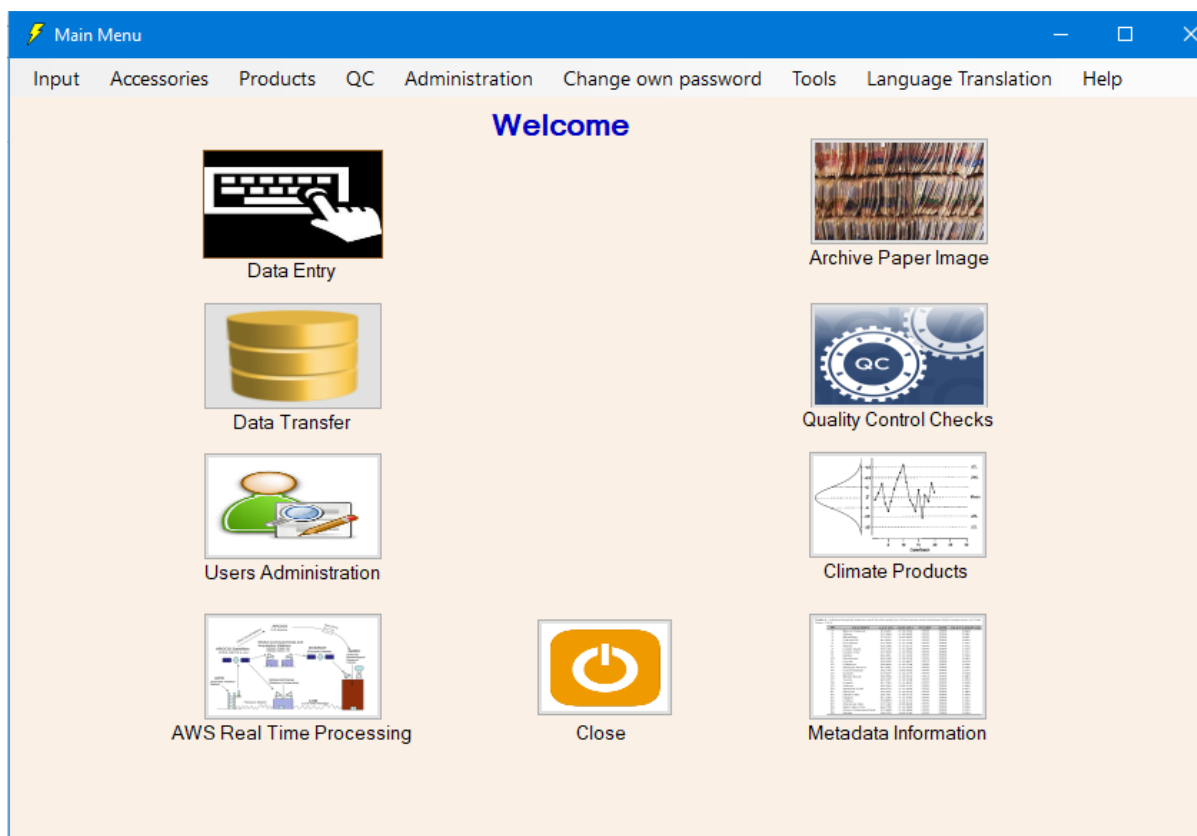 Main Menu
Input Accessories Products QC Administration Change own password Tools Language Translation Help
Welcome
Data Entry
Archive Paper Image
QC
Data Transfer
Quality Control Checks
Users Administration
Climate Products
AWS Real Time Processing
Close
Metadata Information